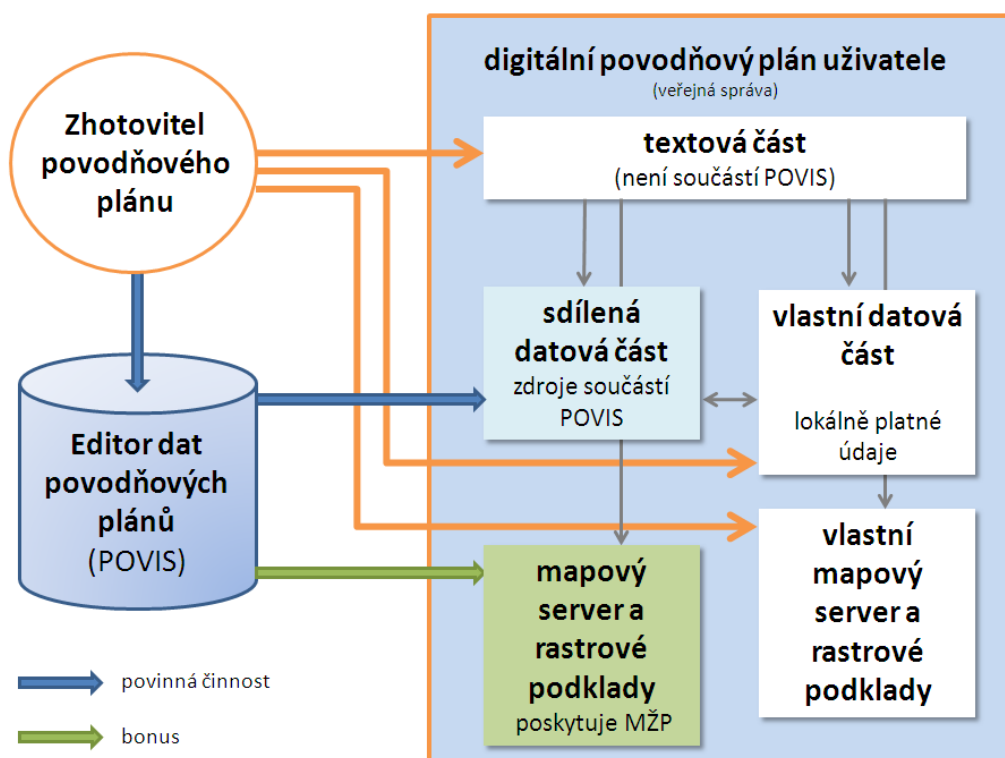 Zhotovitel
povodňového
plánu
Editor dat
povodňových
plánů
(POVIS)
povinná činnost
bonus
digitální povodňový plán uživatele
(veřejná správa)
textová část
(není součástí POVIS)
sdílená
datová část
zdroje součástí
POVIS
vlastní datová
část
lokálně platné
údaje
mapový
server a
rastrové
podklady
poskytuje MŽP
vlastní
mapový
server a
rastrové
podklady